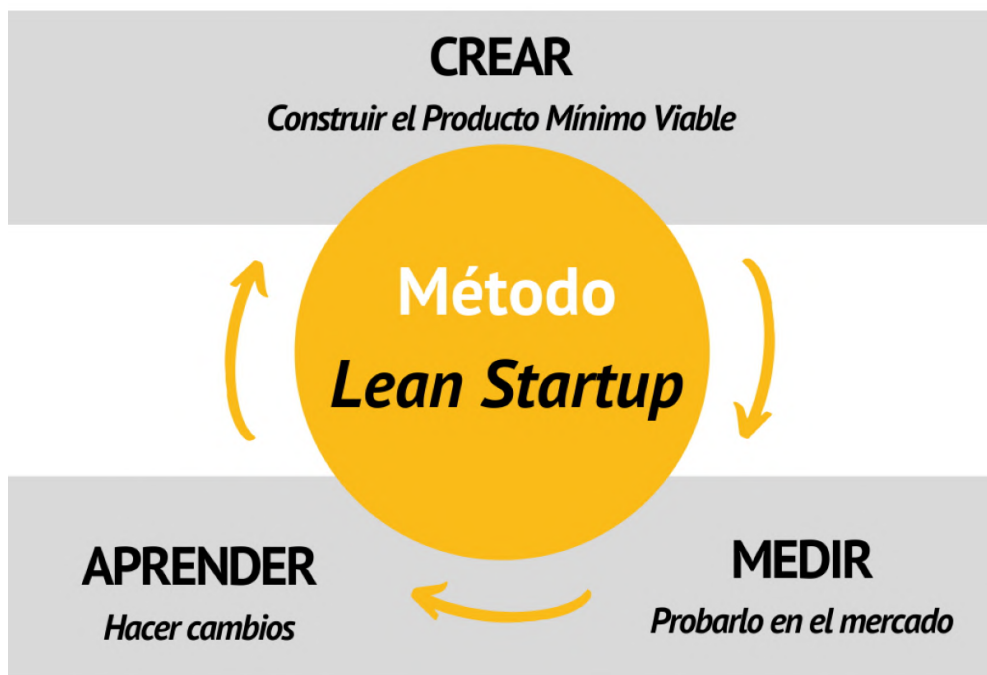 CREAR
Construir el Producto Mínimo Viable
Método
Lean Startup
APRENDER
Hacer cambios
MEDIR
Probarlo en el mercado